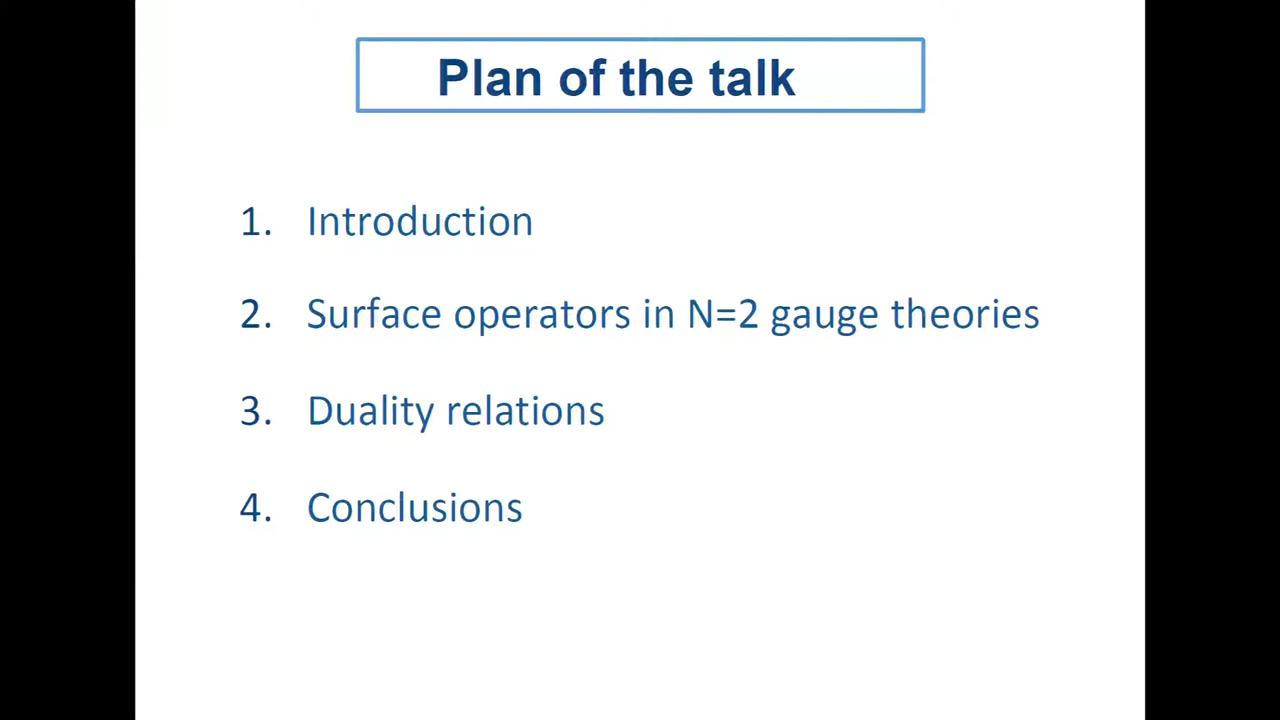 Plan of the talk
1. Introduction
2. Surface operators in N=2 gauge theories
3. Duality relations
4. Conclusions